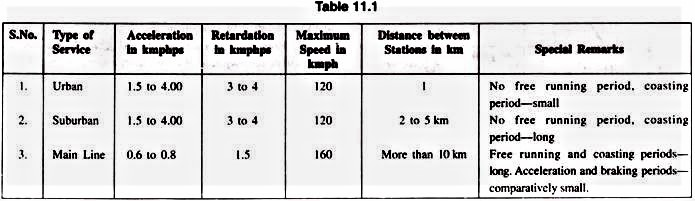 Table 11.1
S.No. Type of Service Acceleration in kmphps Retardation in kmphps Maximum Speed in kmph Distance between Stations in km Special Remarks
1. Urban 1.5 to 4.00 3 to 4 120 1 No free running period, coasting
period—small
2. Suburban 1.5 to 4.00 3 to 4 120 2 to 5 km No free running period, coasting
period—long
3. Main Line 0.6 to 0.8 1.5 160 More than 10 km Free running and coasting periods—
long. Acceleration and braking periods—
comparatively small.